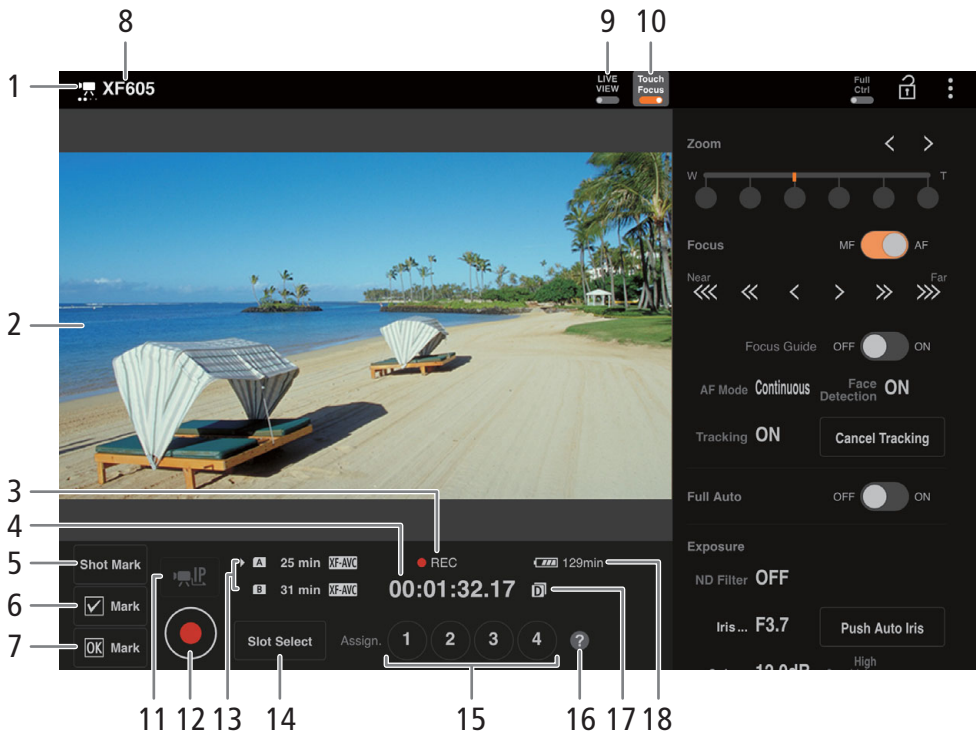 8 9 10
1 XF605 LIVE VIEW Touch Focus Full Ctrl
Zoom
W T
Focus MF AF
Near Far
2
Focus Guide OFF ON
AF Mode Continuous Face Detection ON
Tracking ON Cancel Tracking
Full Auto OFF ON
Exposure
ND Filter OFF
Iris... F3.7 Push Auto Iris
High
3
4
5 Shot Mark
6 Mark
7 OK Mark
IP
A 25 min XF-AVC REC 129min
B 31 min XF-AVC 00:01:32.17 D
Slot Select Assign. 1 2 3 4 ?
11 12 13 14 15 16 17 18